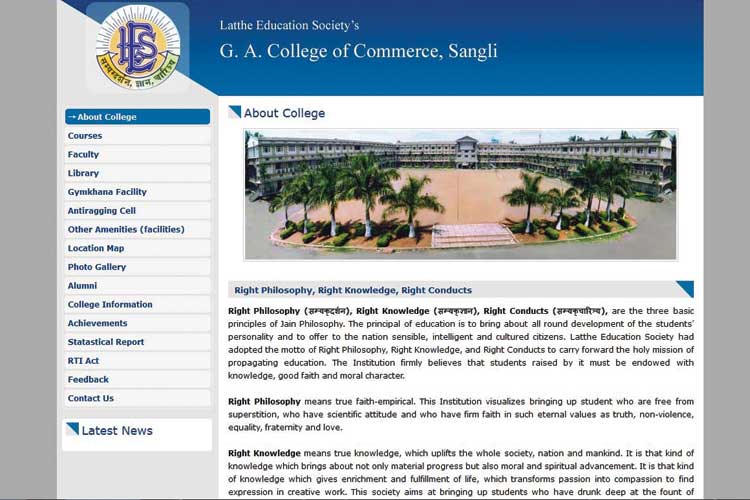 Latthe Education Society's
G. A. College of Commerce, Sangli
LES
सम्यग्दर्शन, ज्ञान, चारित्र्य
→About College
Courses
Faculty
Library
Gymkhana Facility
Antiragging Cell
Other Amenities (facilities)
Location Map
Photo Gallery
Alumni
College Information
Achievements
Statastical Report
RTI Act
Feedback
Contact Us
Latest News
About College
Right Philosophy, Right Knowledge, Right Conducts
Right Philosophy (सम्यक्‌दर्शन), Right Knowledge (सम्यक्‌ज्ञान), Right Conducts (सम्यक्‌चारित्य), are the three basic
principles of Jain Philosophy. The principal of education is to bring about all round development of the students'
personality and to offer to the nation sensible, intelligent and cultured citizens. Latthe Education Society had
adopted the motto of Right Philosophy, Right Knowledge, and Right Conducts to carry forward the holy mission of
propagating education. The Institution firmly believes that students raised by it must be endowed with
knowledge, good faith and moral character.
Right Philosophy means true faith-empirical. This Institution visualizes bringing up student who are free from
superstition, who have scientific attitude and who have firm faith in such eternal values as truth, non-violence,
equality, fraternity and love.
Right Knowledge means true knowledge, which uplifts the whole society, nation and mankind. It is that kind of
knowledge which brings about not only material progress but also moral and spiritual advancement. It is that kind
of knowledge which gives enrichment and fulfillment of life, which transforms passion into compassion to find
expression in creative work. This society aims at bringing up students who have drunk deep at the fount of